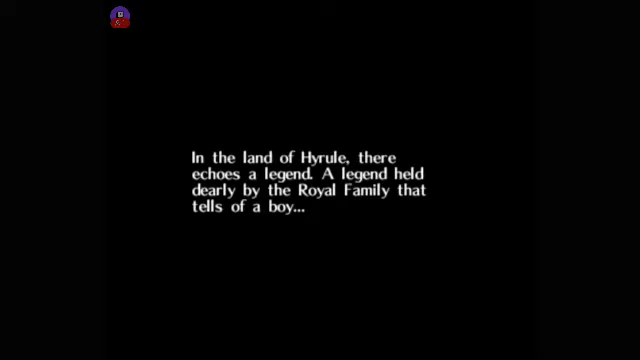 In the land of Hyrule, there
echoes a legend. A legend held
dearly by the Royal Family that
tells of a boy...